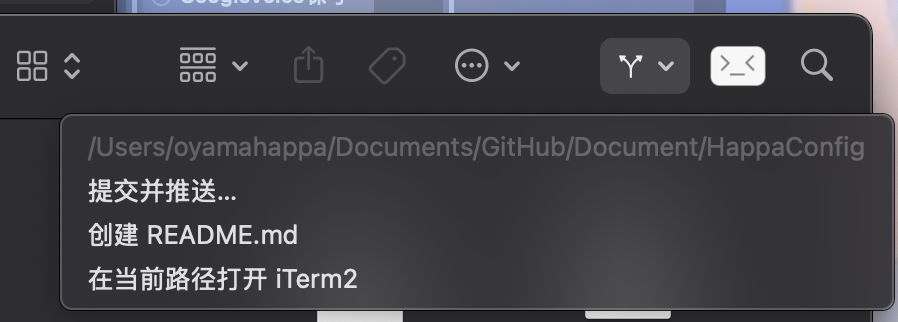 /Users/oyamahappa/Documents/GitHub/Document/HappaConfig
提交并推送...
创建 README.md
在当前路径打开 iTerm2